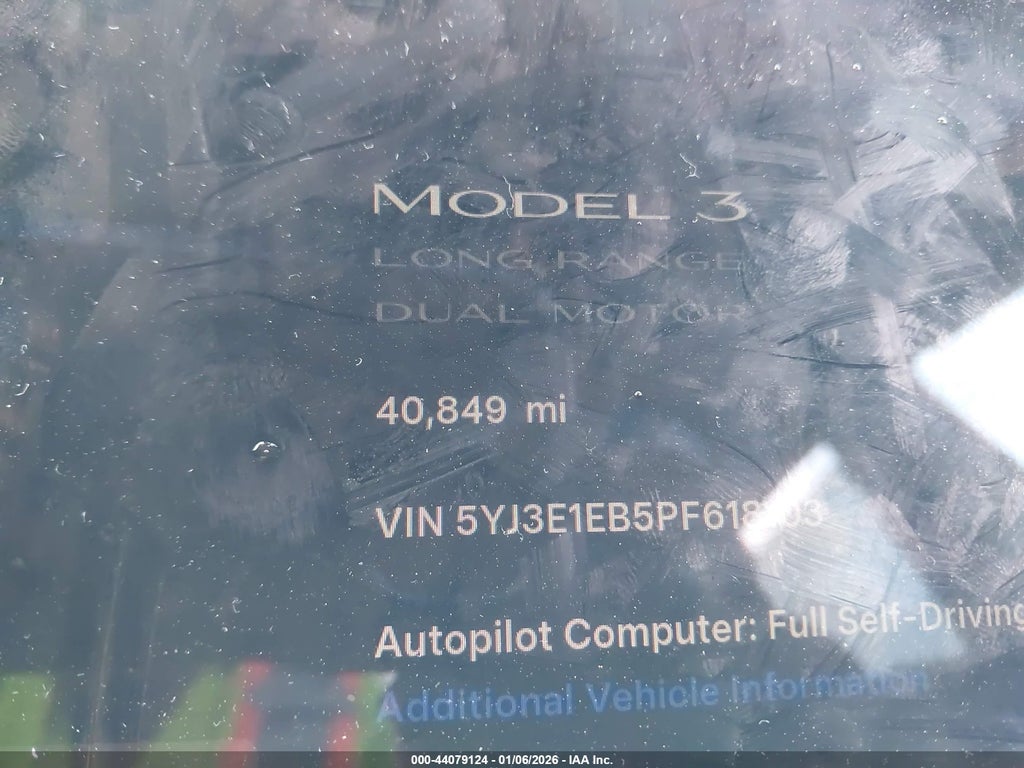 MODEL 3
LONG RANGE
DUAL MOTOR
40,849 mi
VIN
Autopilot Computer: Full Self-Driving
Additional Vehicle Information
000-44079124 - 01/06/2026 - IAA Inc.